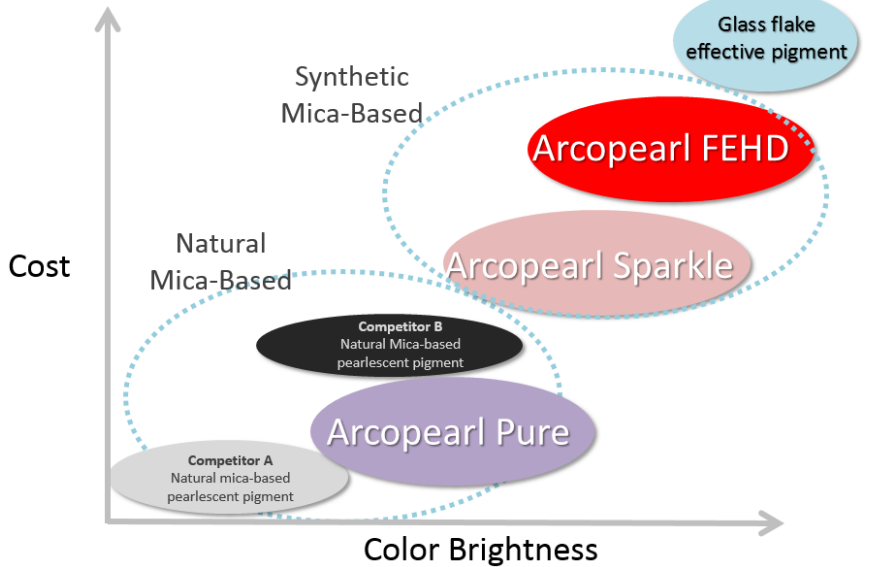 Glass flake
effective pigment
Synthetic
Mica-Based
Arcopearl FEHD
Natural
Mica-Based
Cost
Arcopearl Sparkle
Competitor B
Natural Mica-based
pearlescent pigment
Arcopearl Pure
Competitor A
Natural mica-based
pearlescent pigment
Color Brightness